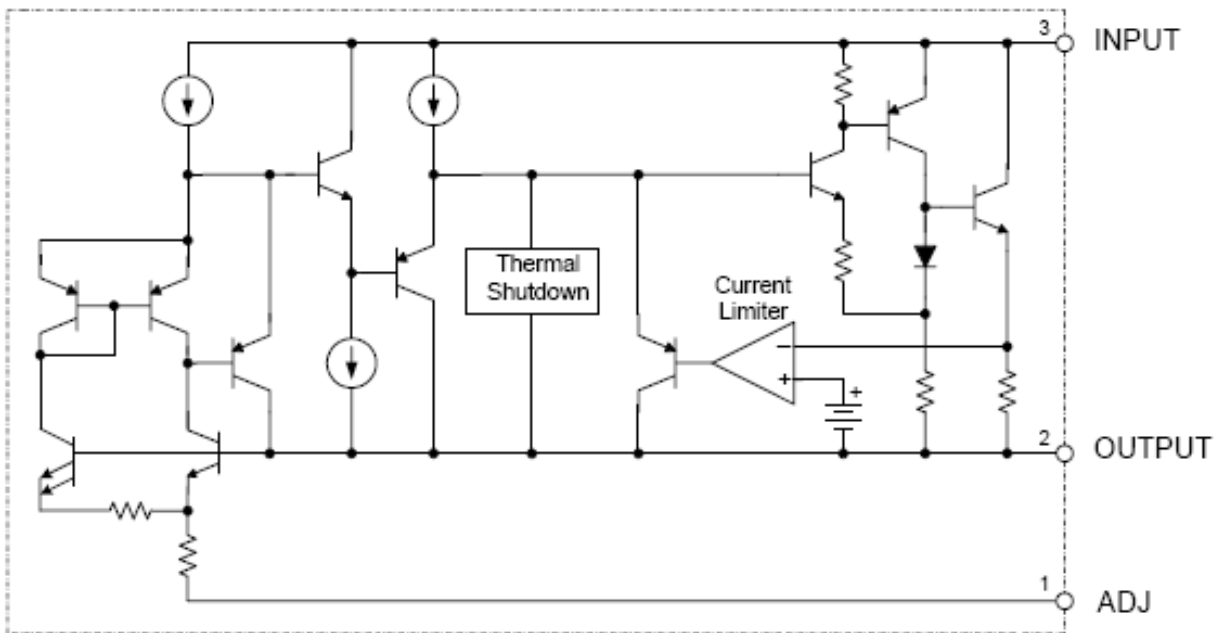 3 INPUT
Thermal
Shutdown
Current
Limiter
−
+
+
2 OUTPUT
1 ADJ